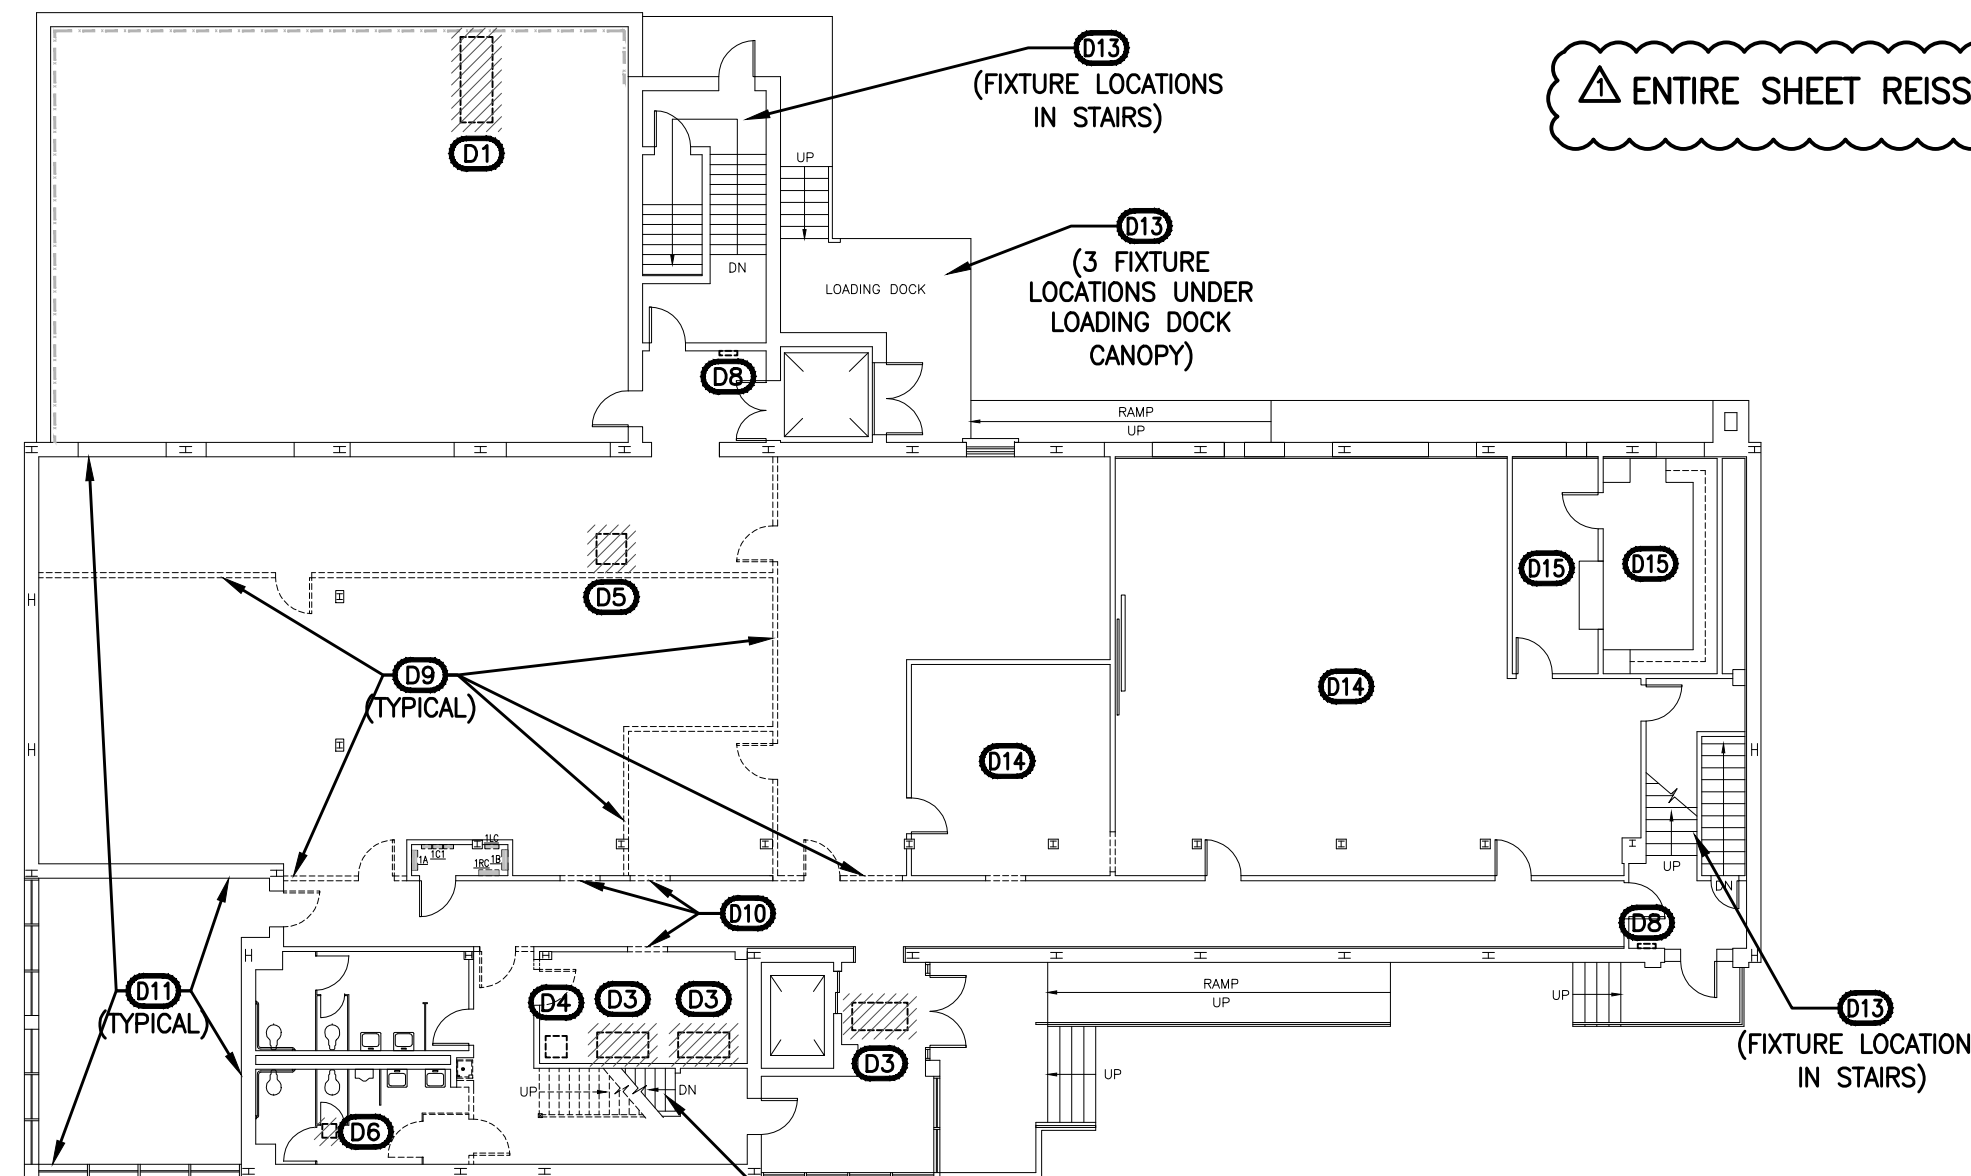 D13
(FIXTURE LOCATIONS
IN STAIRS)
1 ENTIRE SHEET REISS
D1
UP
D13
(3 FIXTURE
LOCATIONS UNDER
LOADING DOCK
CANOPY)
DN
LOADING DOCK
D8
RAMP
UP
D5
D15
D15
D9
(TYPICAL)
D14
D14
1LC
1A
1C1
1RC
1B
UP
DN
D10
D8
D11
(TYPICAL)
D4
D3
D3
RAMP
UP
UP
D13
(FIXTURE LOCATION
IN STAIRS)
D3
UP
DN
UP
D6